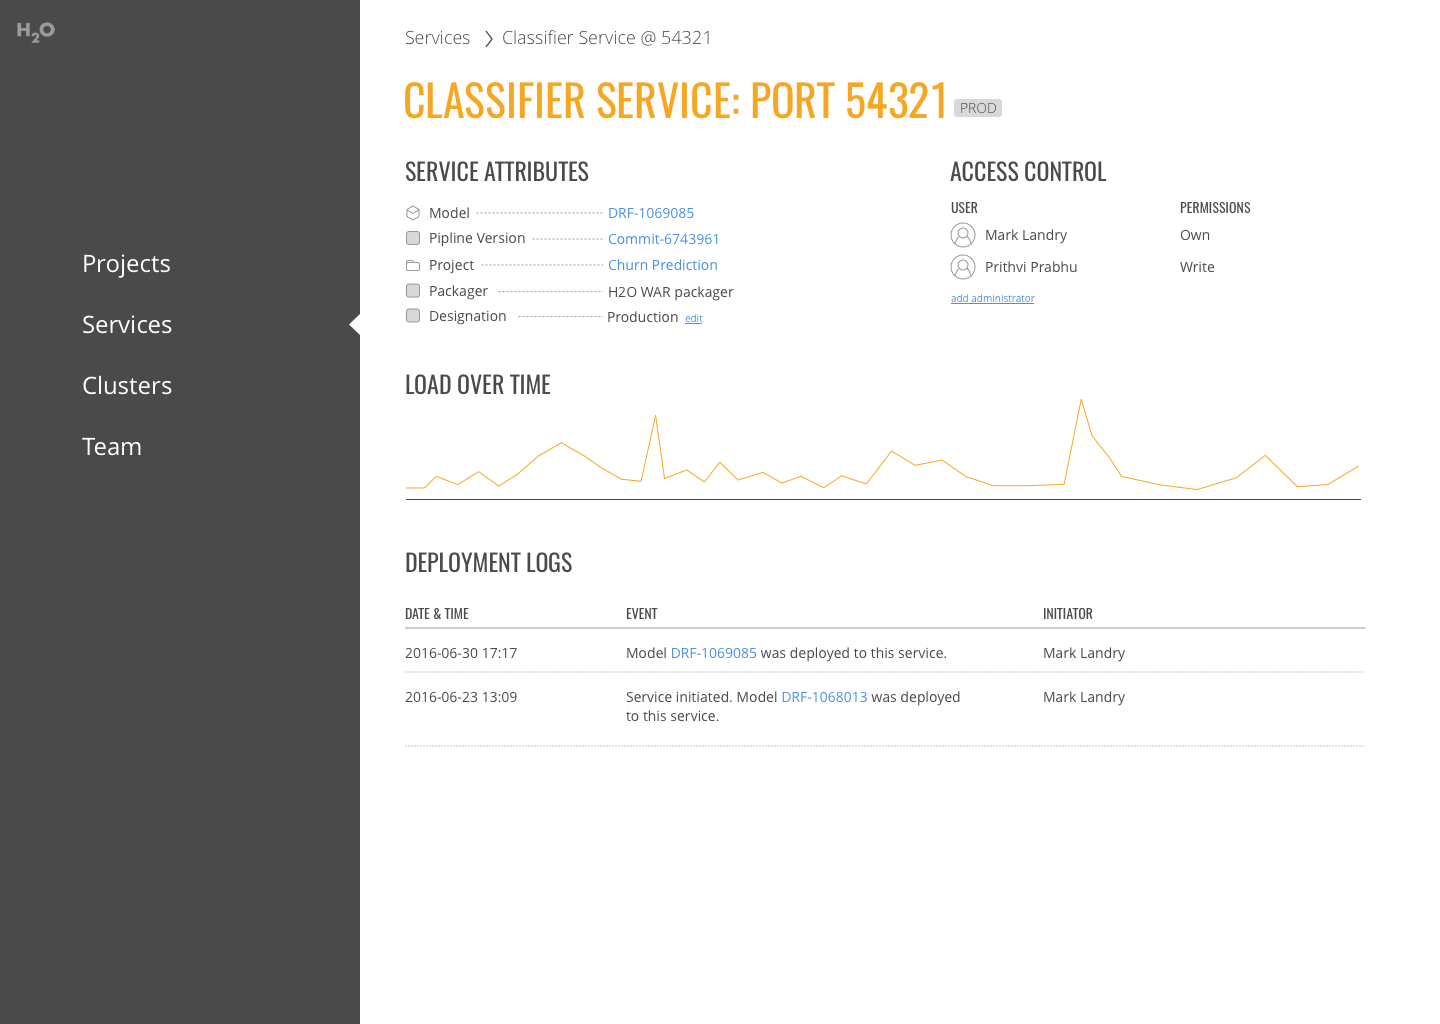 H2O
Services > Classifier Service @ 54321
CLASSIFIER SERVICE: PORT 54321 PROD
Projects
Services
Clusters
Team
SERVICE ATTRIBUTES
Model DRF-1069085
Pipline Version Commit-6743961
Project Churn Prediction
Packager H2O WAR packager
Designation Production edit
ACCESS CONTROL
USER PERMISSIONS
Mark Landry Own
Prithvi Prabhu Write
add administrator
LOAD OVER TIME
DEPLOYMENT LOGS
DATE & TIME EVENT INITIATOR
2016-06-30 17:17 Model DRF-1069085 was deployed to this service. Mark Landry
2016-06-23 13:09 Service initiated. Model DRF-1068013 was deployed Mark Landry
to this service.